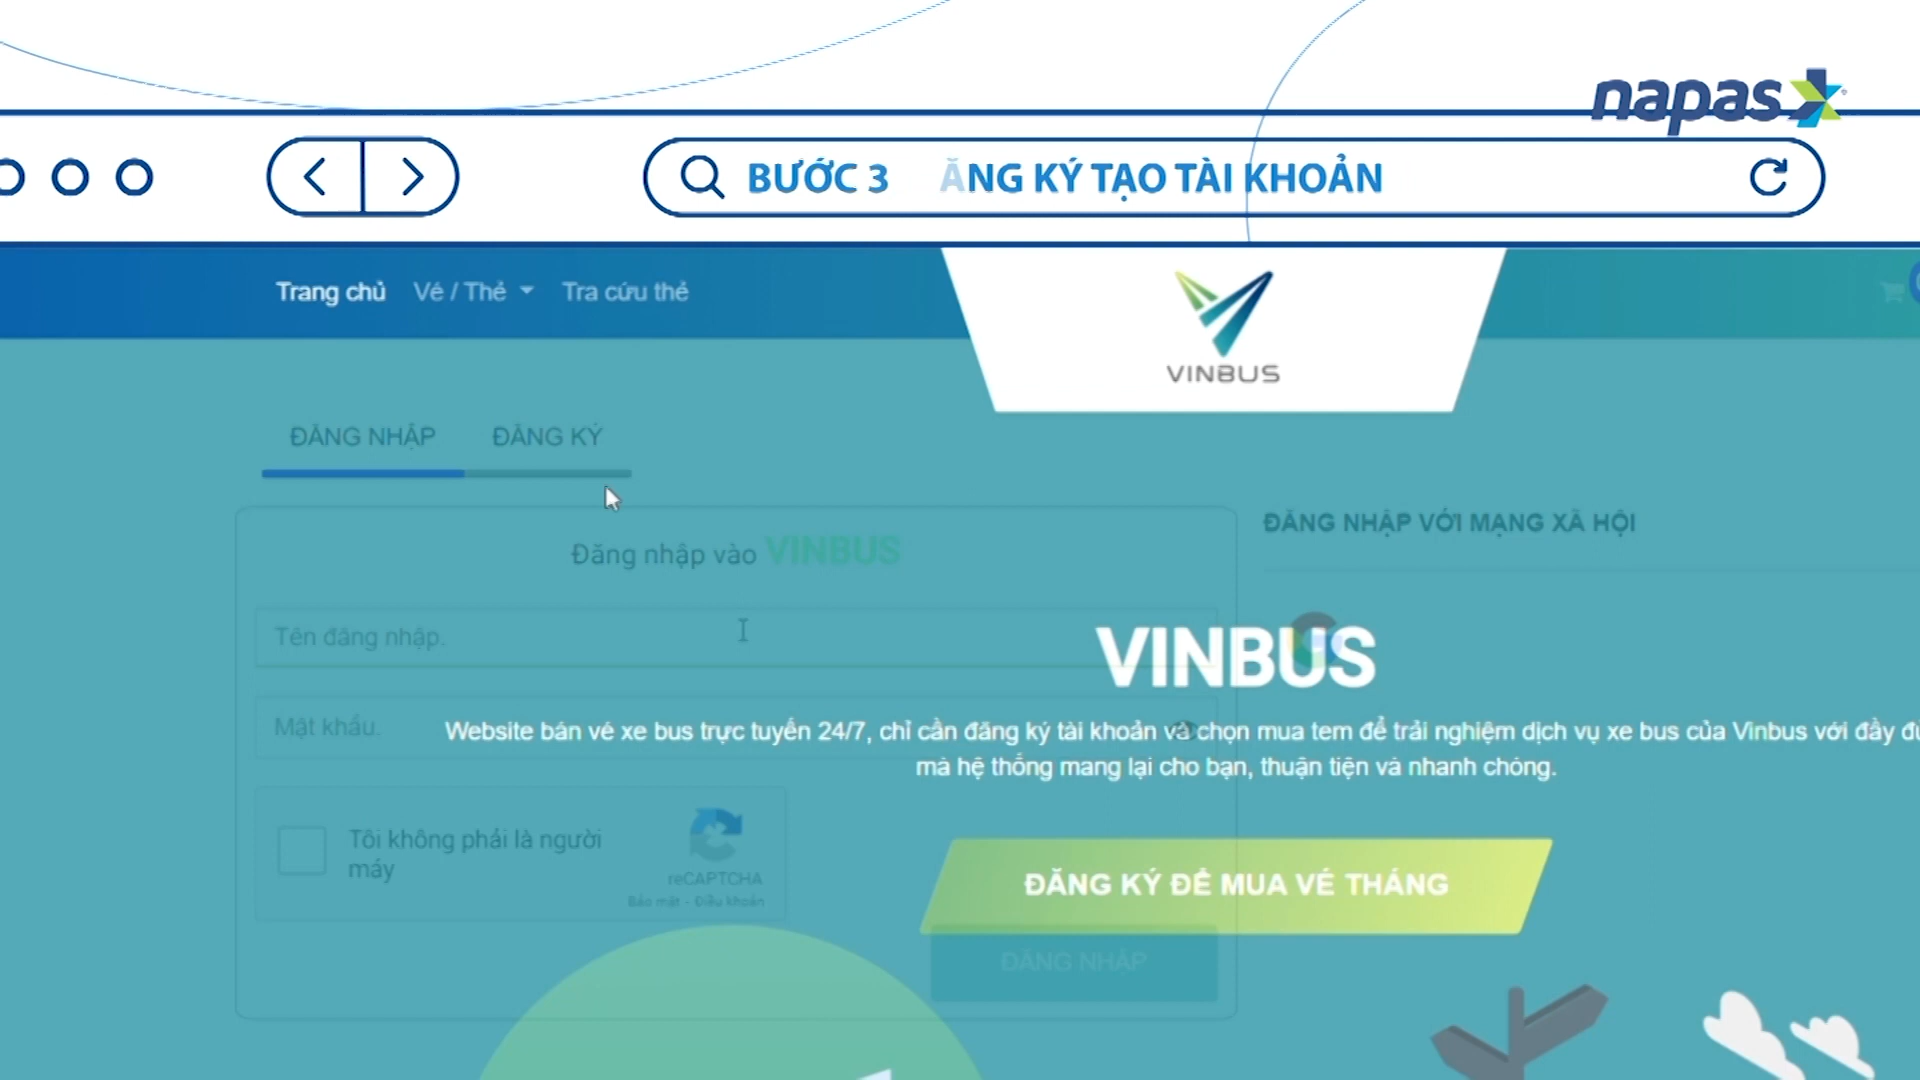 napas
BƯỚC 3 ĂNG KÝ TẠO TÀI KHOẢN
Trang chủ Vé / Thẻ Tra cứu thẻ
VINBUS
ĐĂNG NHẬP ĐĂNG KÝ
ĐĂNG NHẬP VỚI MẠNG XÃ HỘI
Đăng nhập vào VINBUS
Tên đăng nhập.
VINBUS
Mật khẩu.
Website bán vé xe bus trực tuyến 24/7, chỉ cần đăng ký tài khoản và chọn mua tem để trải nghiệm dịch vụ xe bus của Vinbus với đầy đủ
mà hệ thống mang lại cho bạn, thuận tiện và nhanh chóng.
Tôi không phải là người
máy
reCAPTCHA
Bảo mật - Điều khoản
ĐĂNG KÝ ĐỂ MUA VÉ THÁNG
ĐĂNG NHẬP